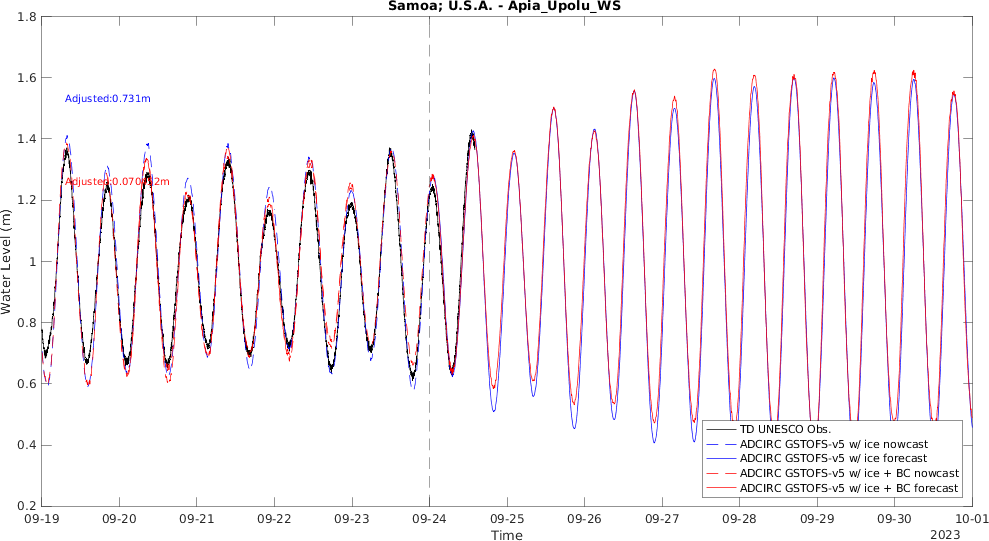 Samoa; U.S.A. - Apia_Upolu_WS
1.8
1.6
1.4
1.2
1
0.8
0.6
0.4
0.2
Water Level (m)
Adjusted:0.731m
TD UNESCO Obs.
ADCIRC GSTOFS-v5 w/ ice nowcast
ADCIRC GSTOFS-v5 w/ ice forecast
ADCIRC GSTOFS-v5 w/ ice + BC nowcast
ADCIRC GSTOFS-v5 w/ ice + BC forecast
09-19 09-20 09-21 09-22 09-23 09-24 09-25 09-26 09-27 09-28 09-29 09-30 10-01
Time
2023